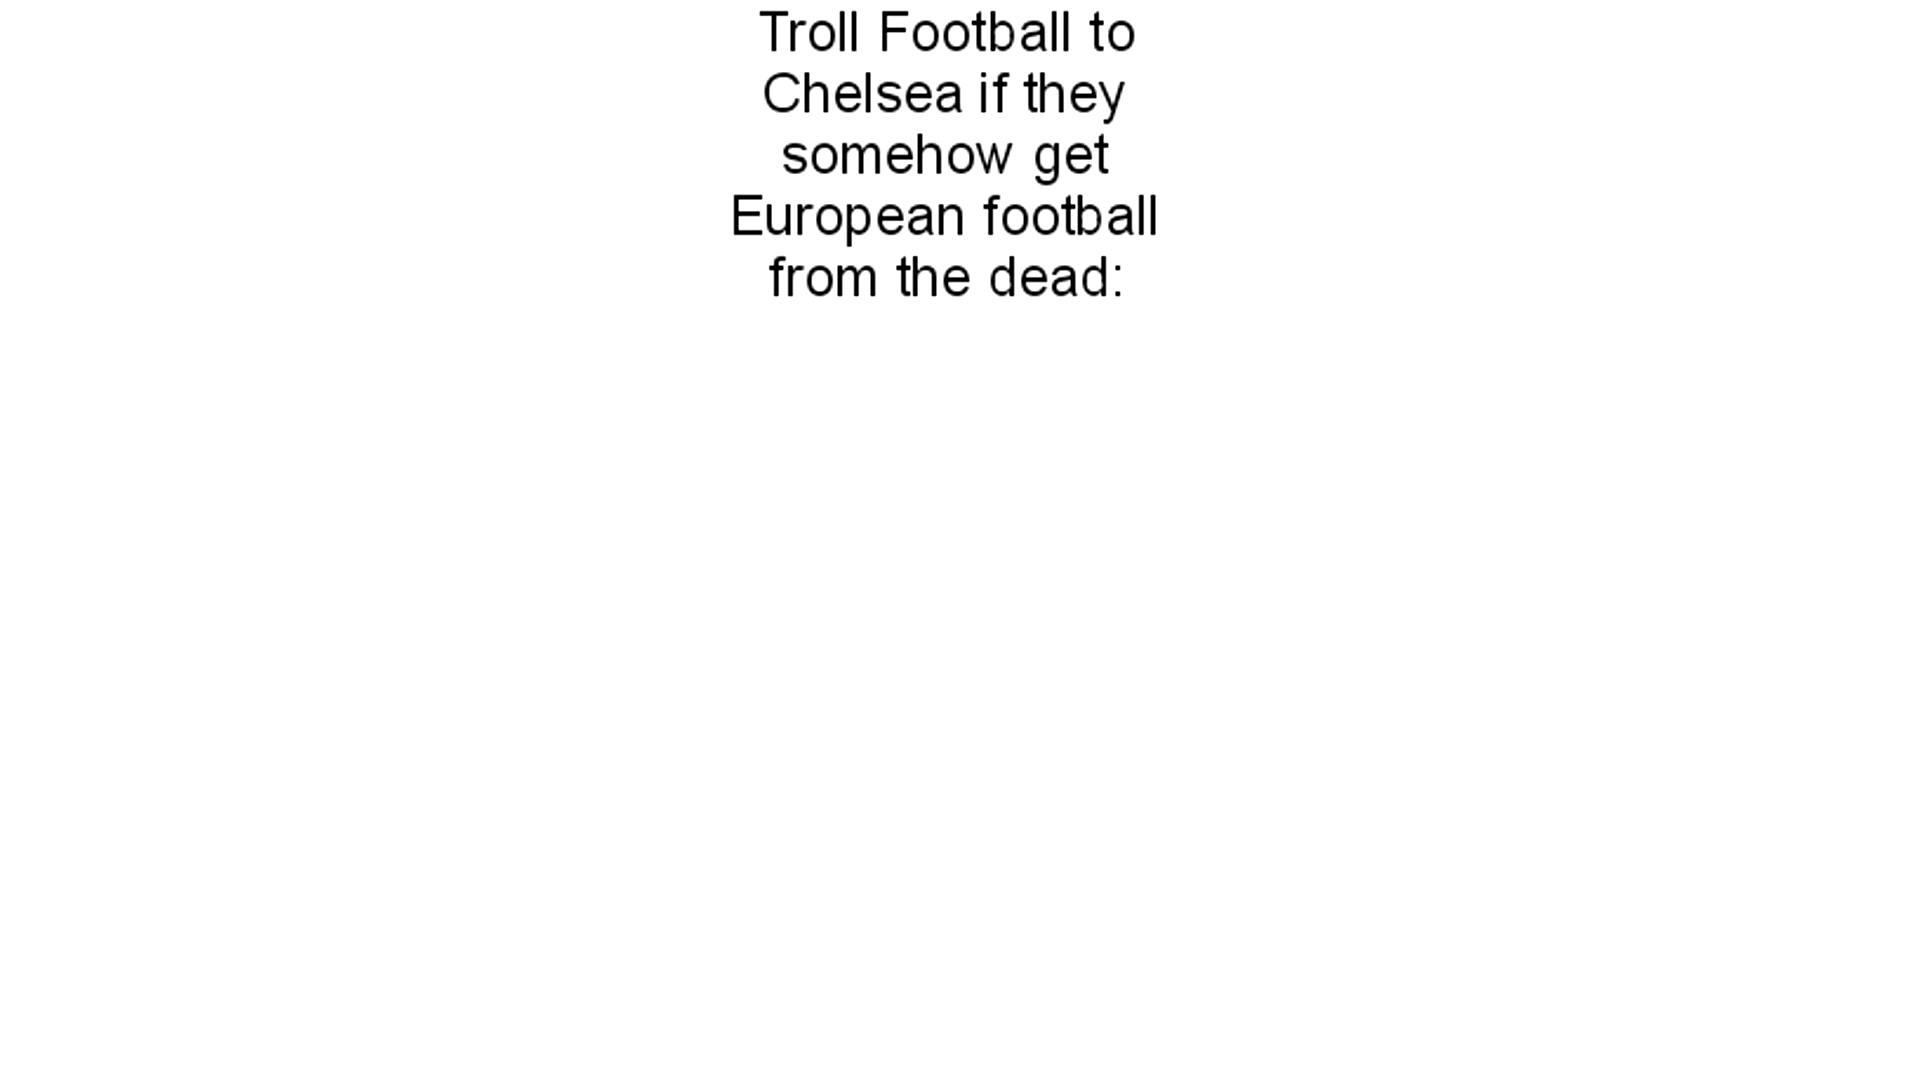 Troll Football to
Chelsea if they
somehow get
European football
from the dead: